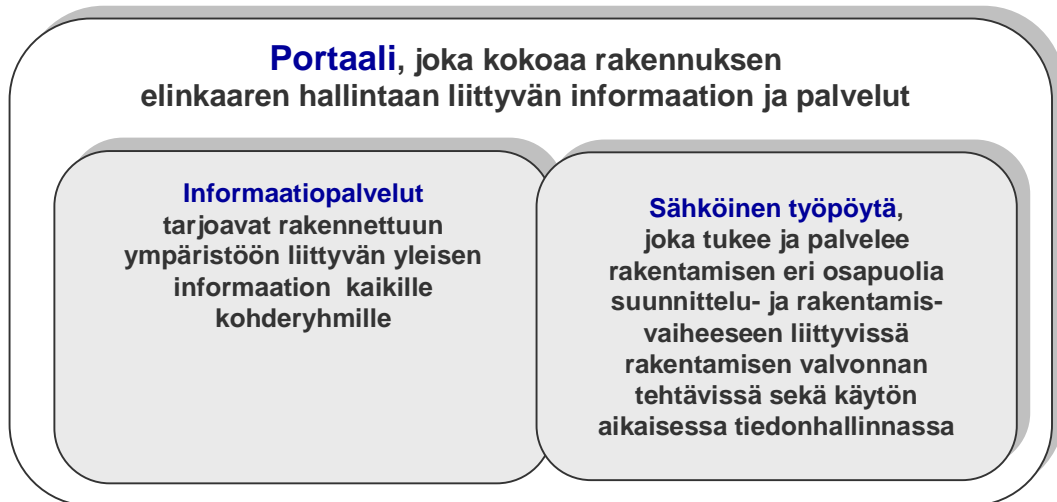 Portaali, joka kokoaa rakennuksen
elinkaaren hallintaan liittyvän informaation ja palvelut
Informaatiopalvelut
tarjoavat rakennettuun
ympäristöön liittyvän yleisen
informaation kaikille
kohderyhmille
Sähköinen työpöytä,
joka tukee ja palvelee
rakentamisen eri osapuolia
suunnittelu- ja rakentamis-
vaiheeseen liittyvissä
rakentamisen valvonnan
tehtävissä sekä käytön
aikaisessa tiedonhallinnassa